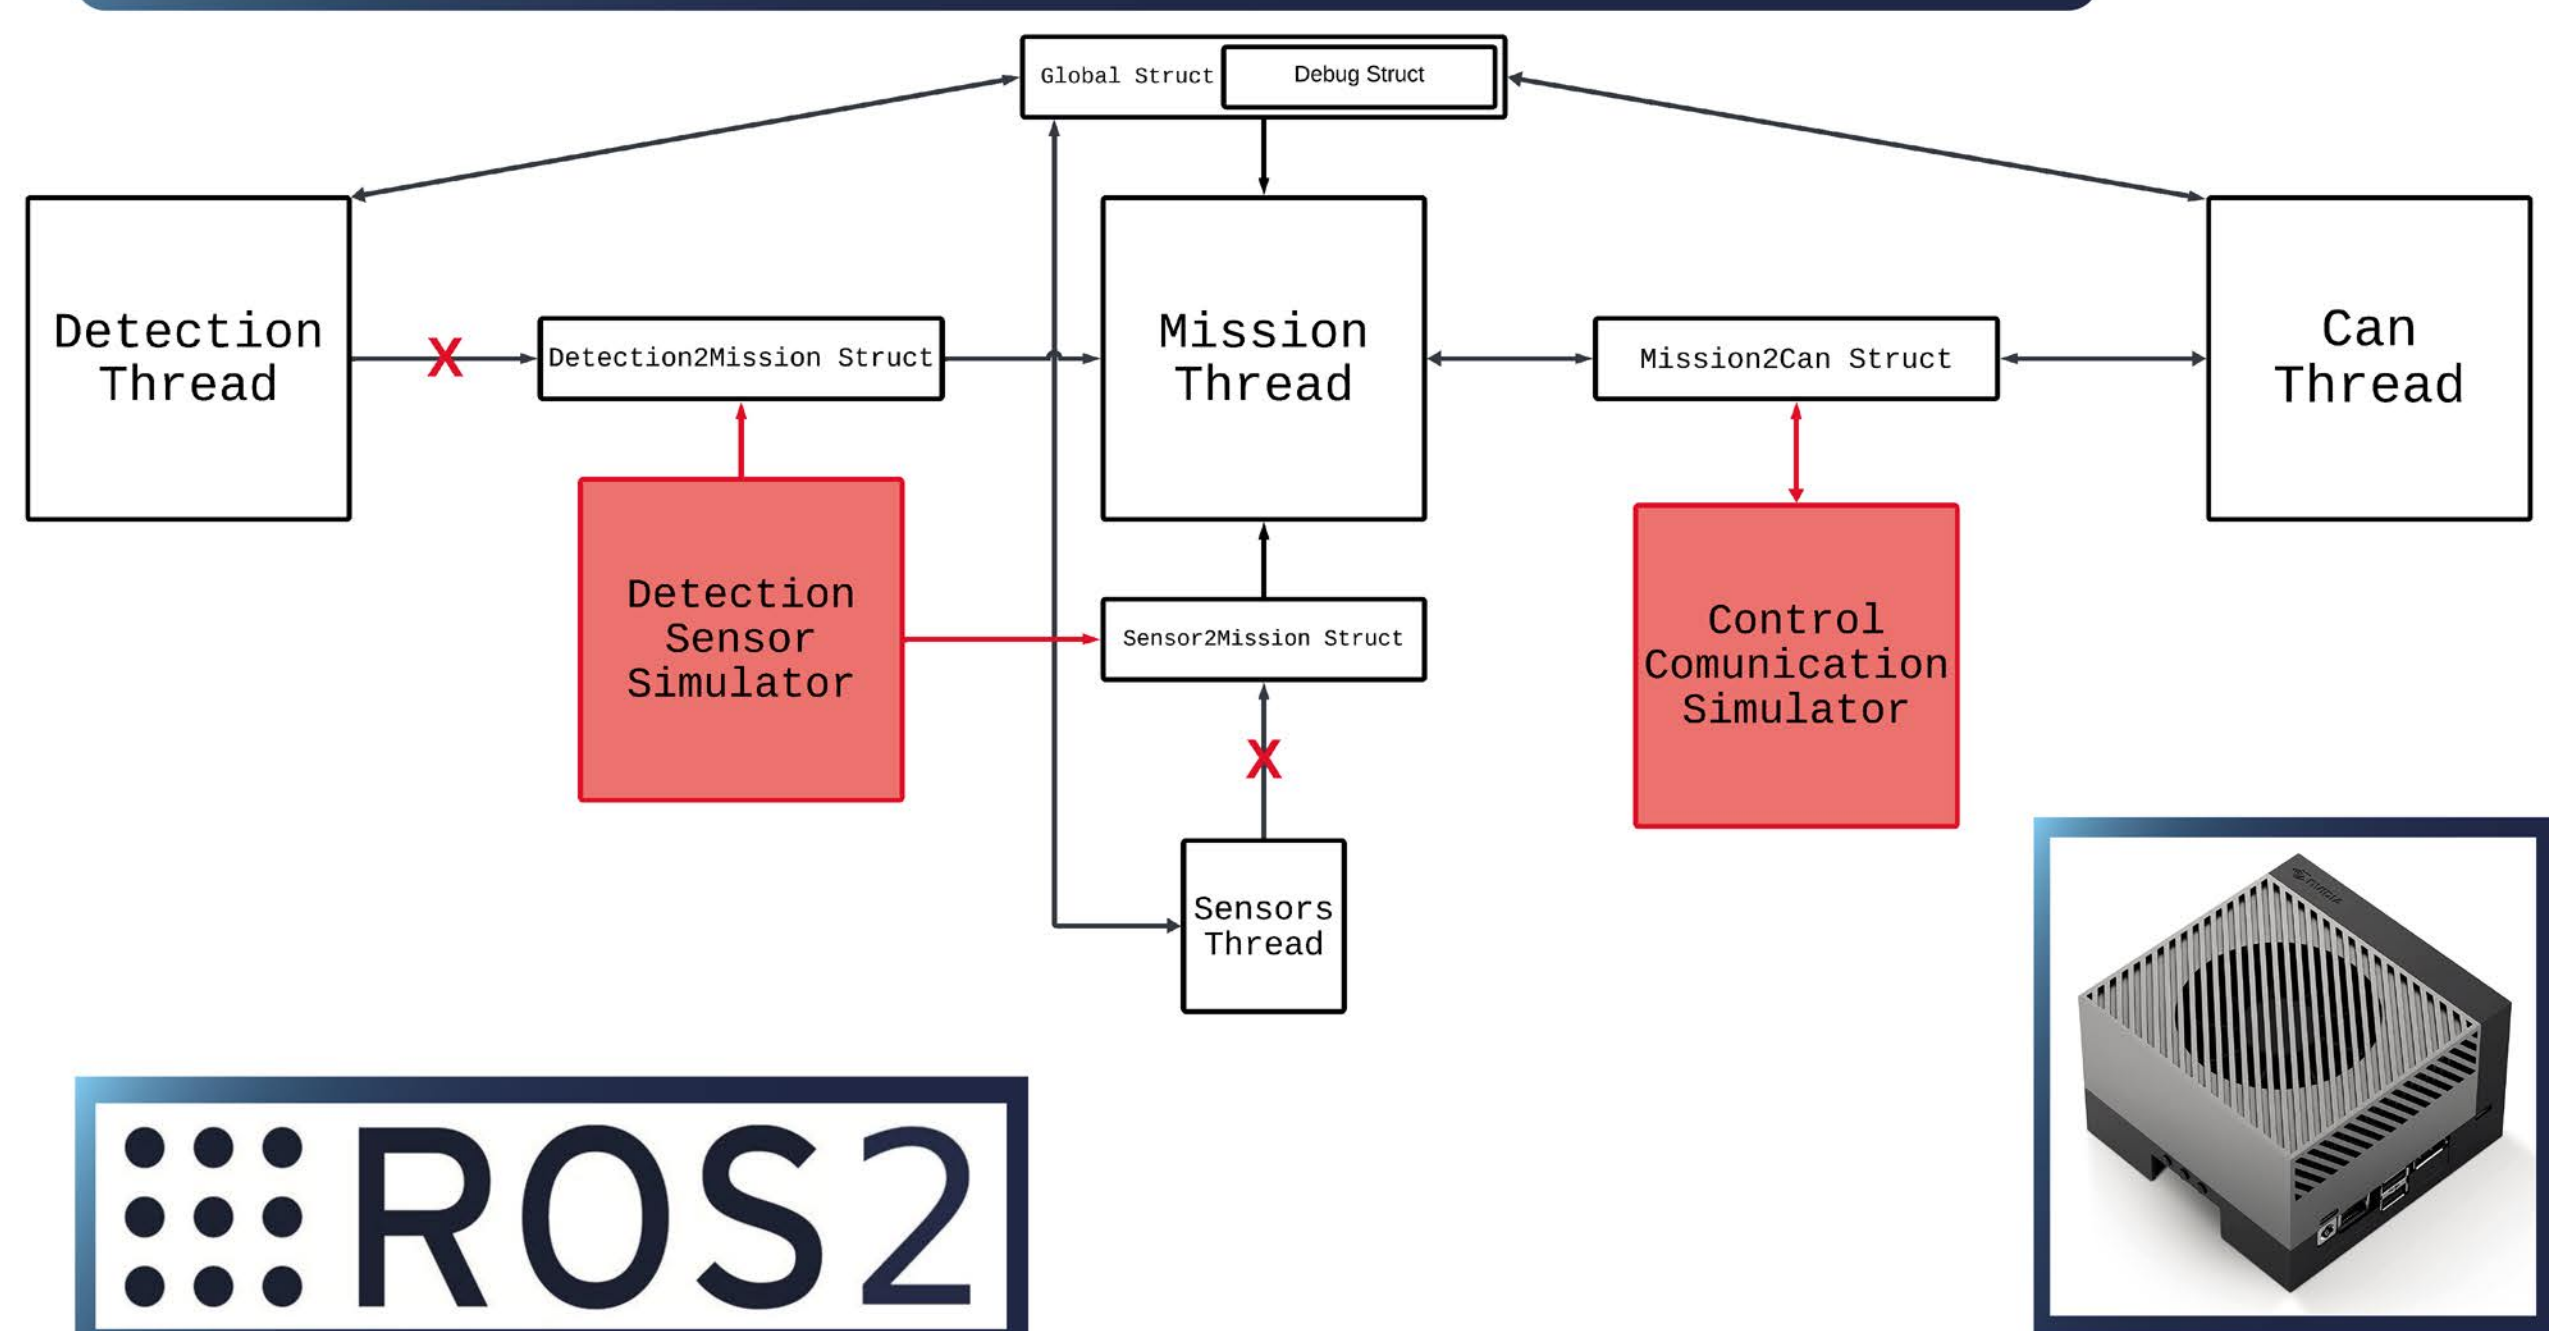 Global Struct
Debug Struct
Detection
Thread
Detection2Mission Struct
Mission
Thread
Mission2Can Struct
Can
Thread
X
Detection
Sensor
Simulator
Sensor2Mission Struct
Control
Comunication
Simulator
X
Sensors
Thread
ROS2